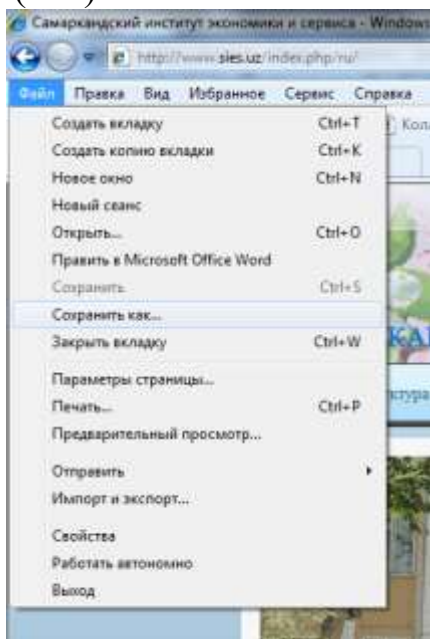 Самаркандский институт экономики и сервиса - Windows
http://www.sies.uz/index.php/ru/
Файл Правка Вид Избранное Сервис Справка
Создать вкладку Ctrl+T
Создать копию вкладки Ctrl+K
Новое окно Ctrl+N
Новый сеанс
Открыть... Ctrl+O
Править в Microsoft Office Word
Сохранить Ctrl+S
Сохранить как...
Закрыть вкладку Ctrl+W
Параметры страницы...
Печать... Ctrl+P
Предварительный просмотр...
Отправить
Импорт и экспорт...
Свойства
Работать автономно
Выход